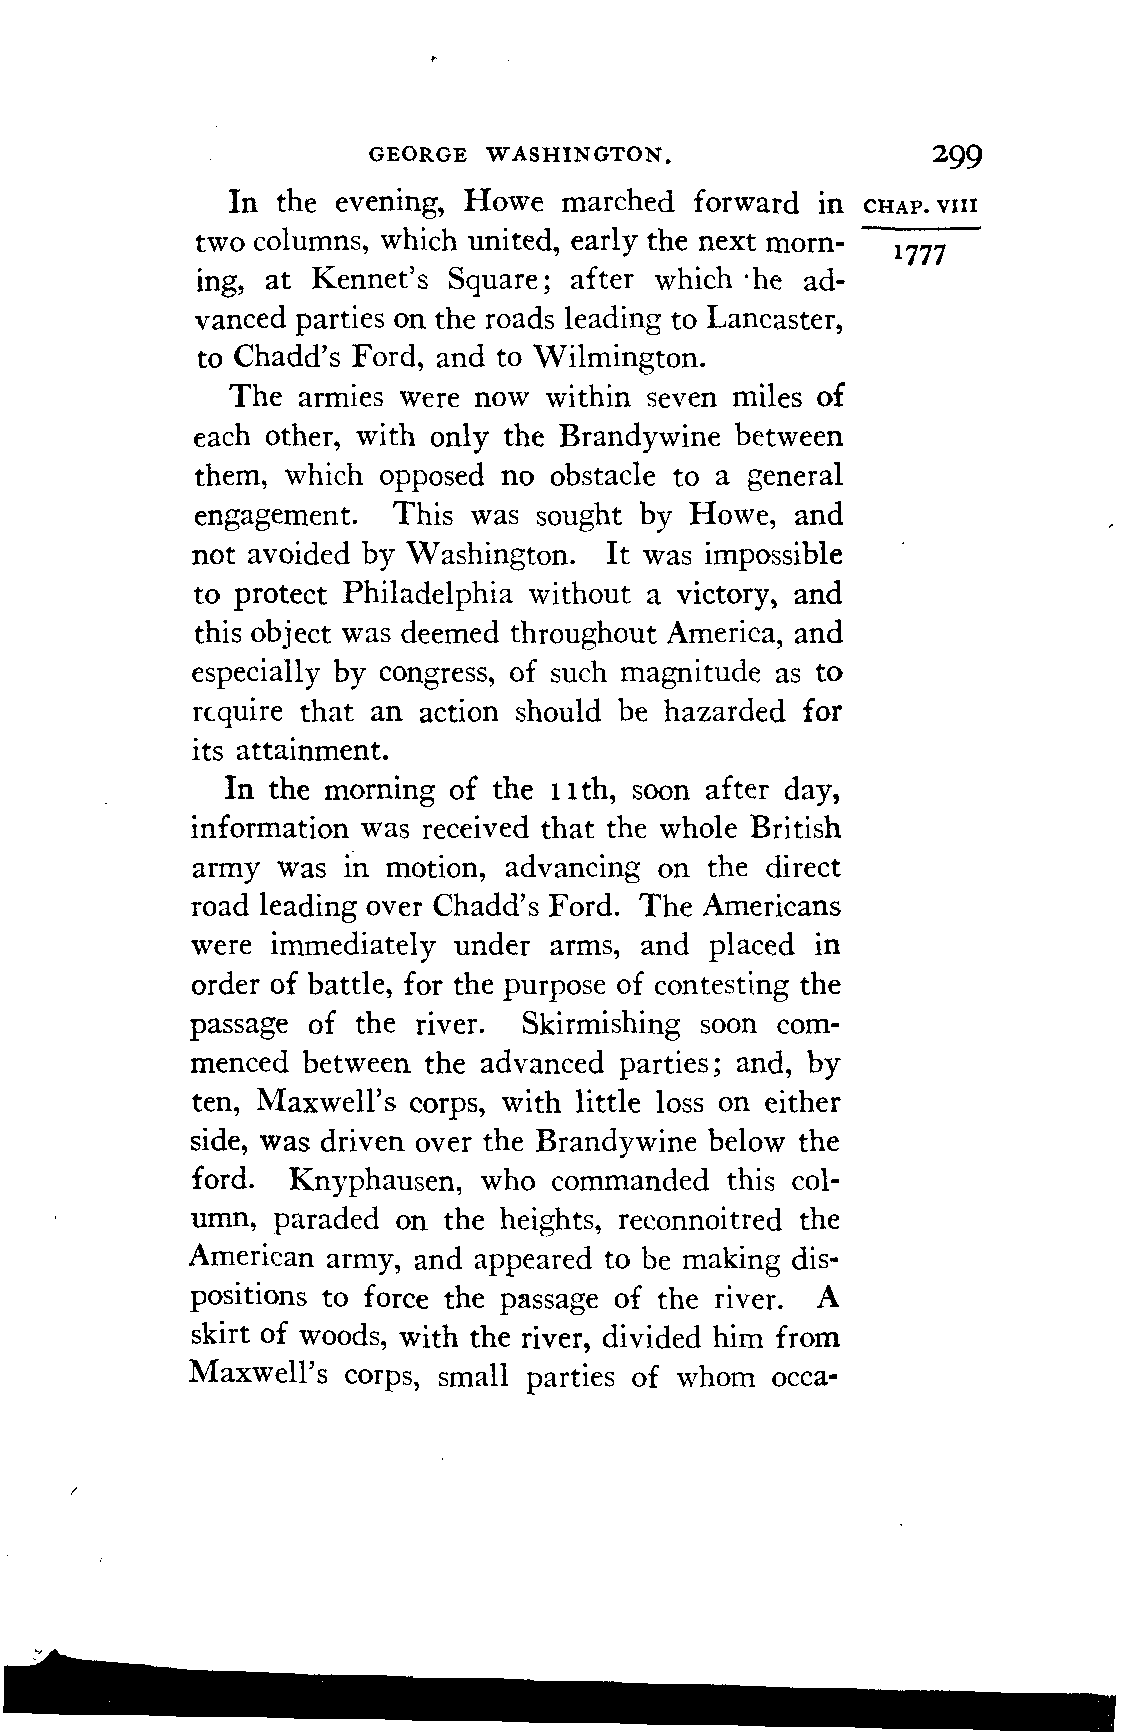 GEORGE WASHINGTON. 299
In the evening, Howe marched forward in CHAP. VIII
two columns, which united, early the next morn- 1777
ing, at Kennet's Square; after which he ad-
vanced parties on the roads leading to Lancaster,
to Chadd's Ford, and to Wilmington.
The armies were now within seven miles of
each other, with only the Brandywine between
them, which opposed no obstacle to a general
engagement. This was sought by Howe, and
not avoided by Washington. It was impossible
to protect Philadelphia without a victory, and
this object was deemed throughout America, and
especially by congress, of such magnitude as to
require that an action should be hazarded for
its attainment.
In the morning of the 11th, soon after day,
information was received that the whole British
army was in motion, advancing on the direct
road leading over Chadd's Ford. The Americans
were immediately under arms, and placed in
order of battle, for the purpose of contesting the
passage of the river. Skirmishing soon com-
menced between the advanced parties; and, by
ten, Maxwell's corps, with little loss on either
side, was driven over the Brandywine below the
ford. Knyphausen, who commanded this col-
umn, paraded on the heights, reconnoitred the
American army, and appeared to be making dis-
positions to force the passage of the river. A
skirt of woods, with the river, divided him from
Maxwell's corps, small parties of whom occa-